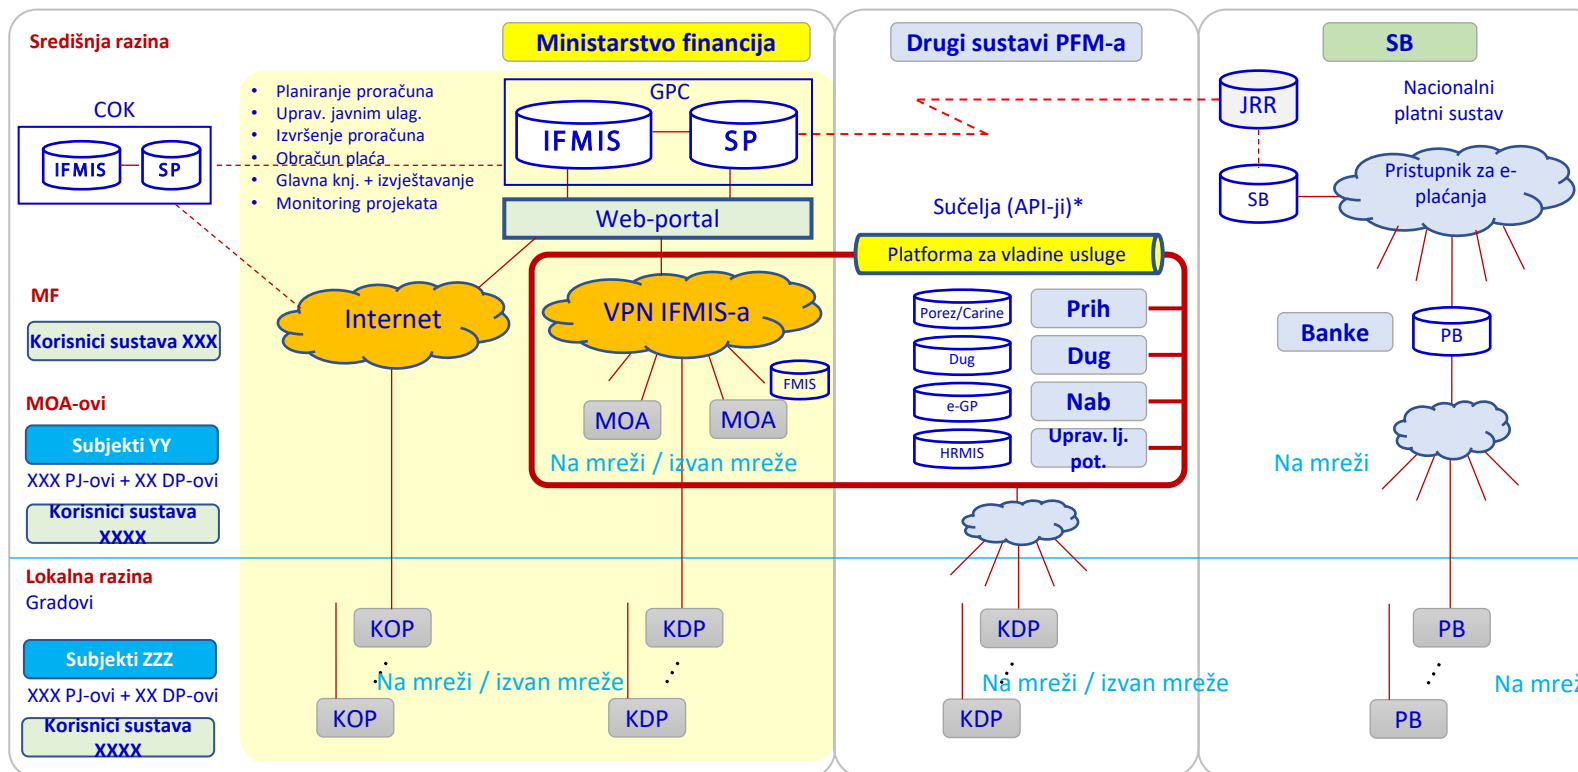 Središnja razina
Ministarstvo financija
Drugi sustavi PFM-a
SB
COK
IFMIS
SP
• Planiranje proračuna
• Uprav. javnim ulag.
• Izvršenje proračuna
• Obračun plaća
• Glavna knj. + izvještavanje
• Monitoring projekata
GPC
IFMIS
SP
Web-portal
JRR
SB
Nacionalni
platni sustav
Pristupnik za e-
plaćanja
Sučelja (API-ji)*
Platforma za vladine usluge
MF
Korisnici sustava XXX
Internet
VPN IFMIS-a
FMIS
MOA
MOA
Na mreži / izvan mreže
Porez/Carine
Prih
Dug
Dug
e-GP
Nab
HRMIS
Uprav. lj.
pot.
Banke
PB
Na mreži
MOA-ovi
Subjekti YY
XXX PJ-ovi + XX DP-ovi
Korisnici sustava
XXXX
Lokalna razina
Gradovi
Subjekti ZZZ
XXX PJ-ovi + XX DP-ovi
Korisnici sustava
XXXX
KOP
KOP
Na mreži / izvan mreže
KDP
KDP
KDP
Na mreži / izvan mreže
KDP
PB
PB
Na mrež